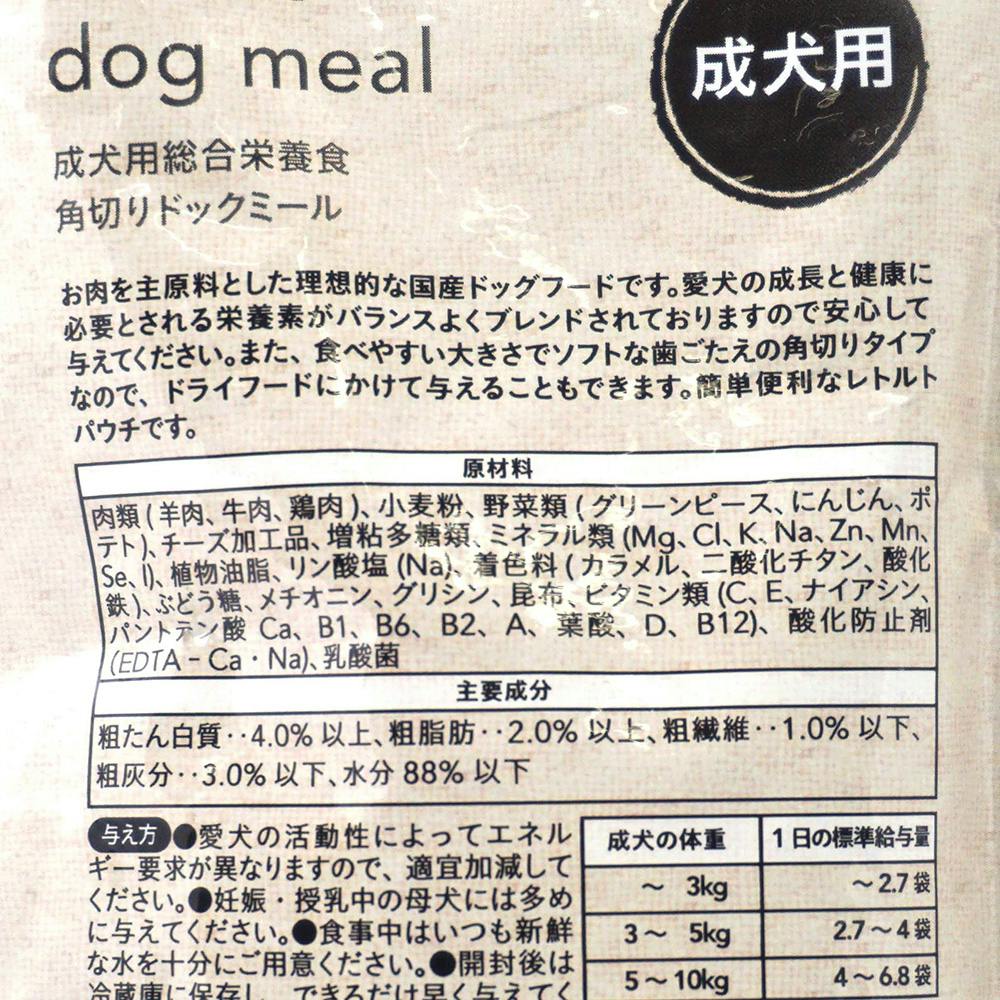 dog meal
成犬用
成犬用総合栄養食
角切りドックミール
お肉を主原料とした理想的な国産ドッグフードです。愛犬の成長と健康に
必要とされる栄養素がバランスよくブレンドされておりますので安心して
与えてください。また、食べやすい大きさでソフトな歯ごたえの角切りタイプ
なので、ドライフードにかけて与えることもできます。簡単便利なレトルト
パウチです。
原材料
肉類(羊肉、牛肉、鶏肉)、小麦粉、野菜類(グリーンピース、にんじん、ポ
テト)、チーズ加工品、増粘多糖類、ミネラル類(Mg、Cl、K、Na、Zn、Mn、
Se、I)、植物油脂、リン酸塩(Na)、着色料(カラメル、二酸化チタン、酸化
鉄)、ぶどう糖、メチオニン、グリシン、昆布、ビタミン類(C、E、ナイアシン、
パントテン酸 Ca、B1、B6、B2、A、葉酸、D、B12)、酸化防止剤
(EDTA－Ca・Na)、乳酸菌
主要成分
粗たん白質‥4.0% 以上、粗脂肪‥2.0% 以上、粗繊維‥1.0% 以下、
粗灰分‥3.0% 以下、水分 88% 以下
与え方 ●愛犬の活動性によってエネル
ギー要求が異なりますので、適宜加減して
ください。●妊娠・授乳中の母犬には多め
に与えてください。●食事中はいつも新鮮
な水を十分にご用意ください。●開封後は
冷蔵庫に保存し、できるだけ早く与えてく
成犬の体重 1日の標準給与量
～ 3kg ～2.7袋
3～ 5kg 2.7～4袋
5～10kg 4～6.8袋